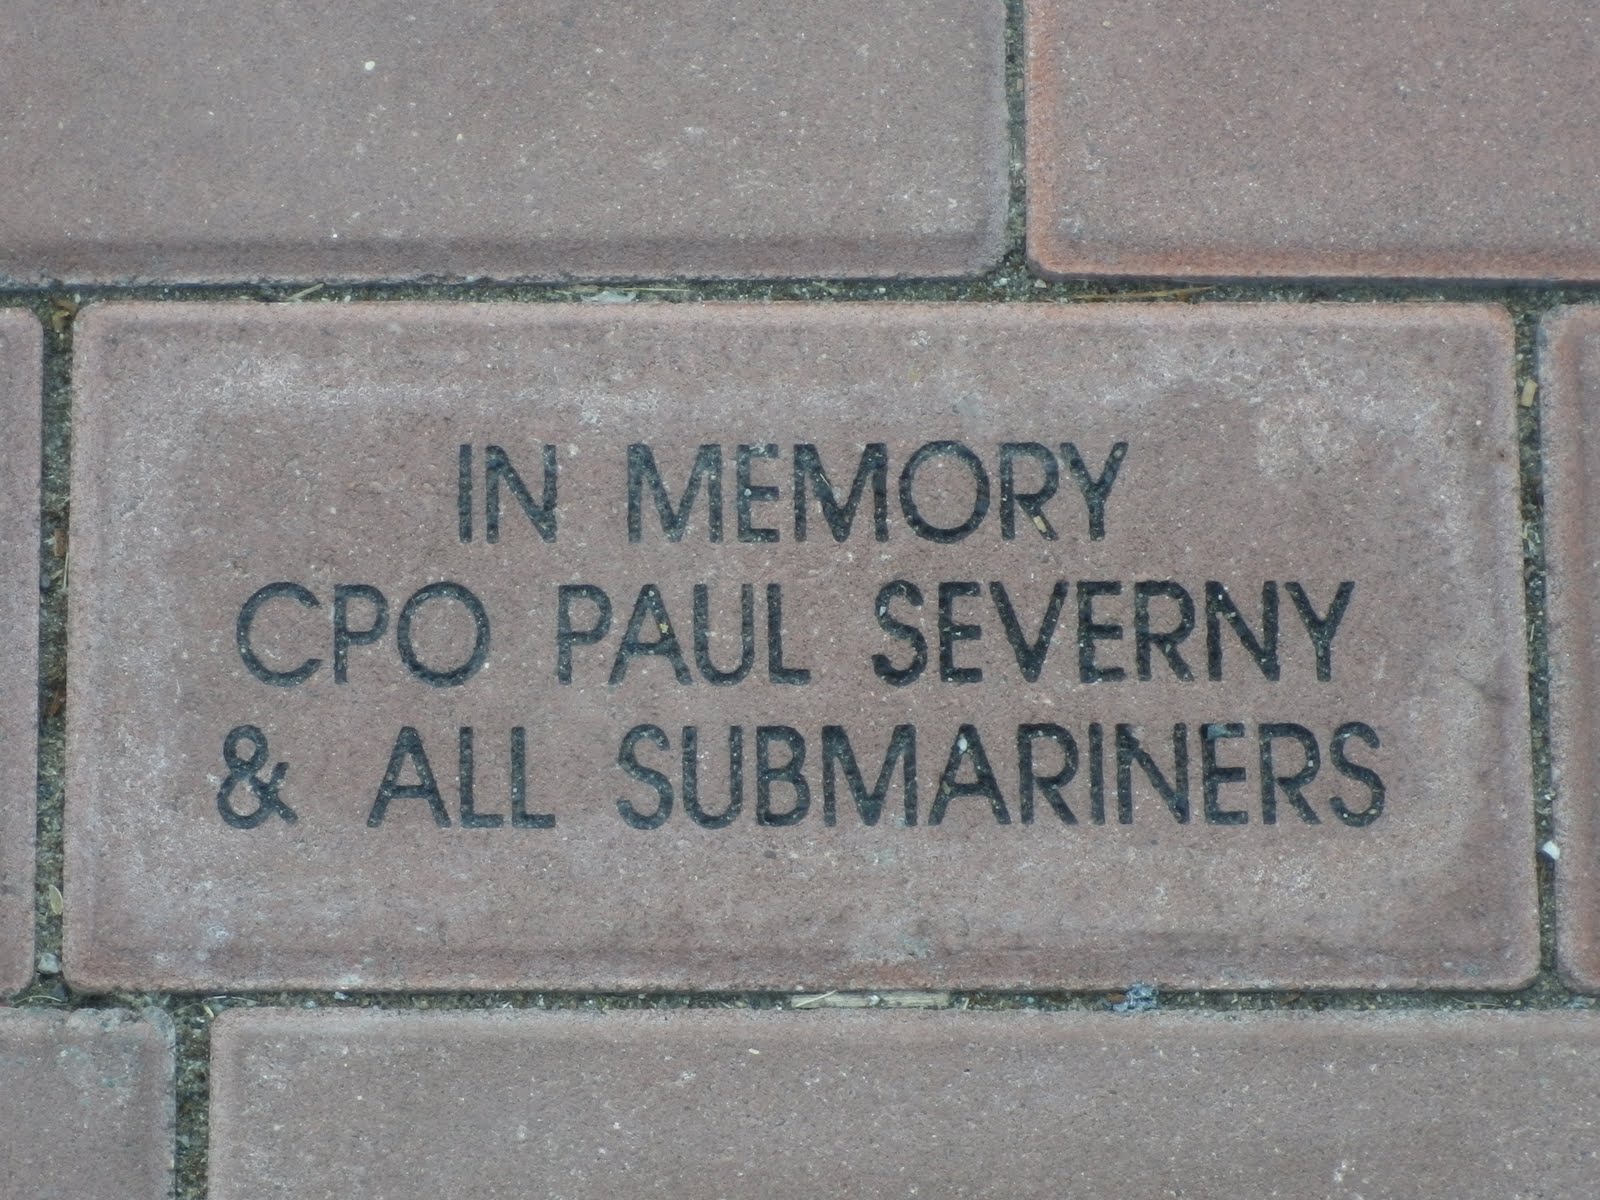 IN MEMORY
CPO PAUL SEVERNY
& ALL SUBMARINERS